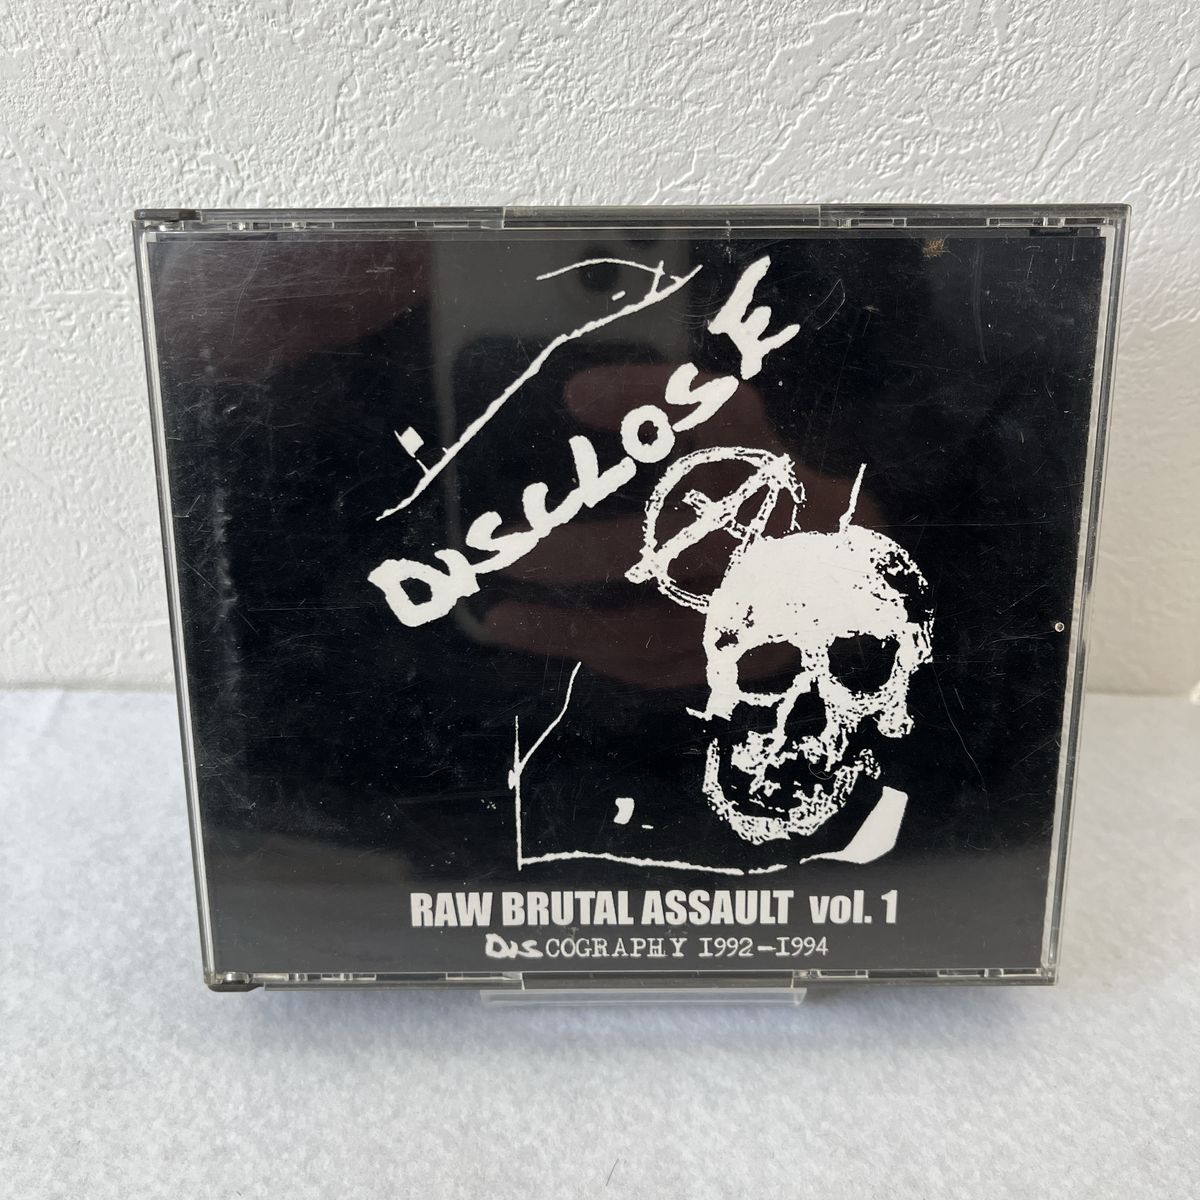 DISCLOSE
RAW BRUTAL ASSAULT vol. 1
DISCOGRAPHY 1992-1994